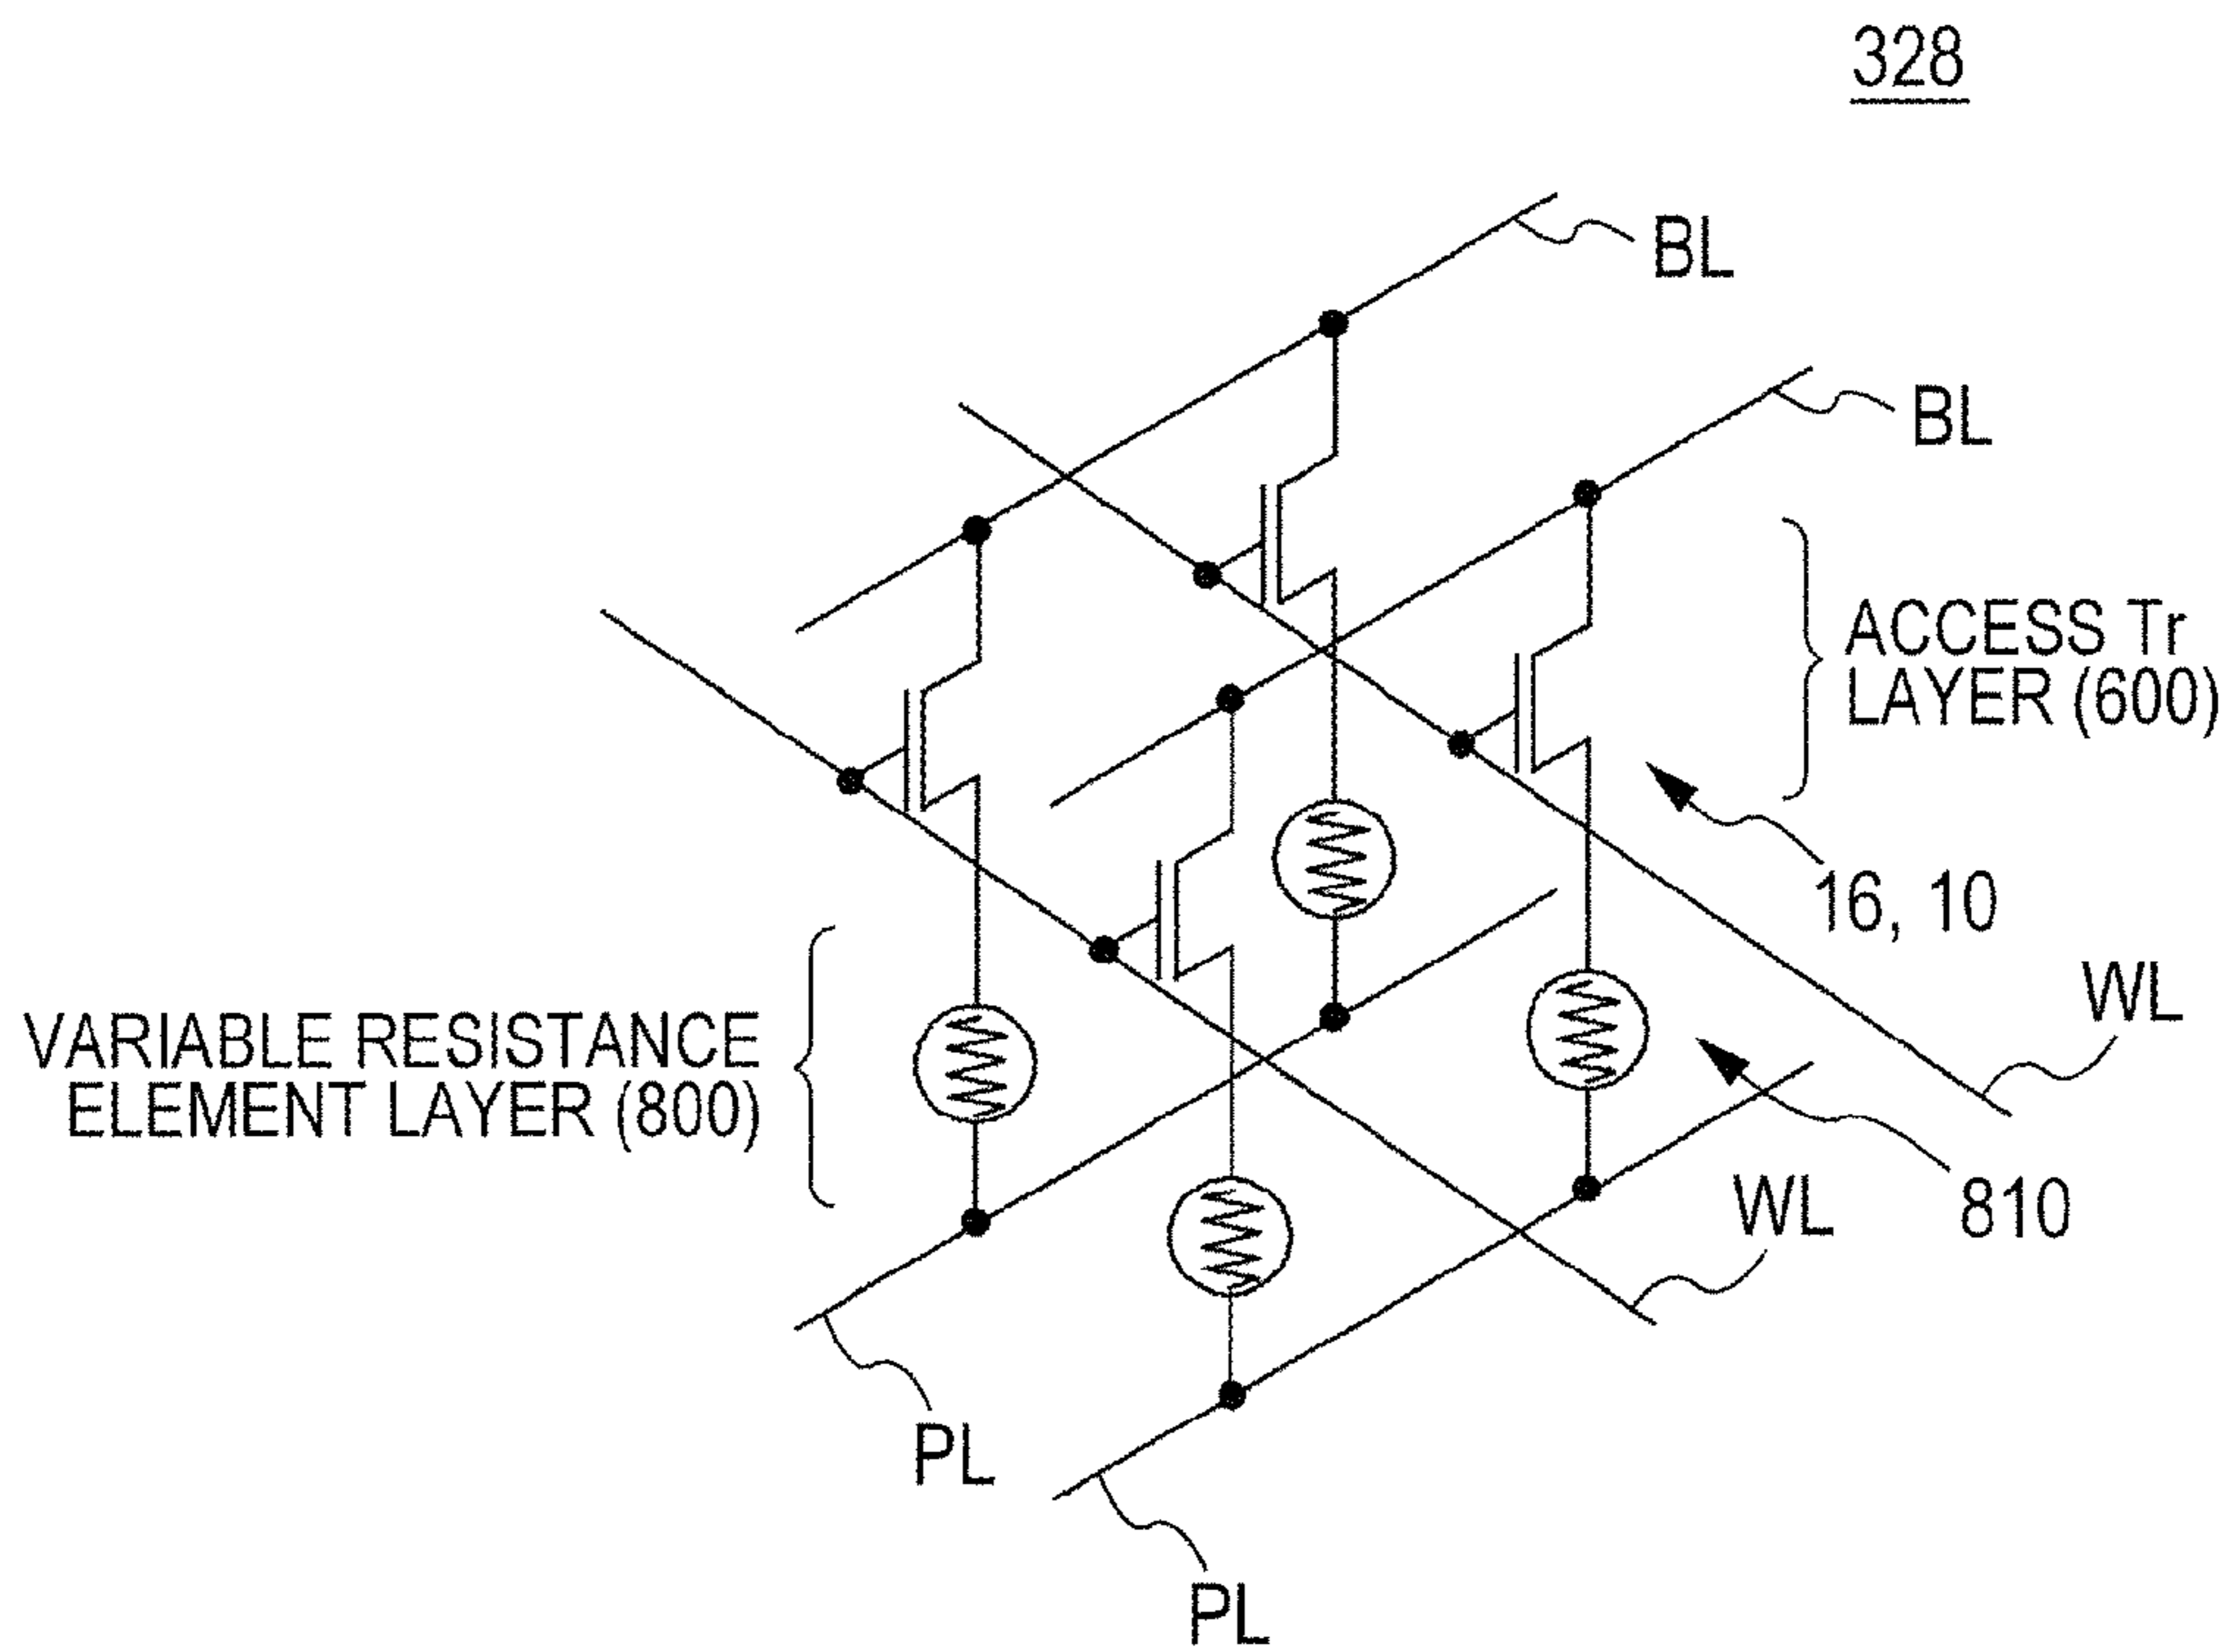 328
BL
BL
ACCESS Tr
LAYER (600)
16, 10
WL
VARIABLE RESISTANCE
ELEMENT LAYER (800)
WL
810
PL
PL